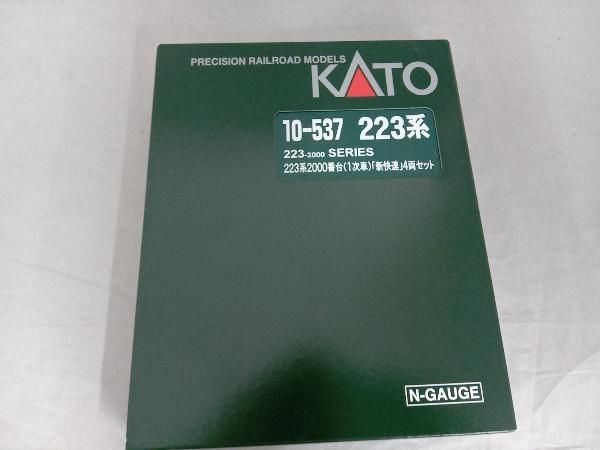 PRECISION RAILROAD MODELS
KATO
10-537 223系
223-2000 SERIES
223系2000番台(1次車)「新快速」4両セット
N-GAUGE